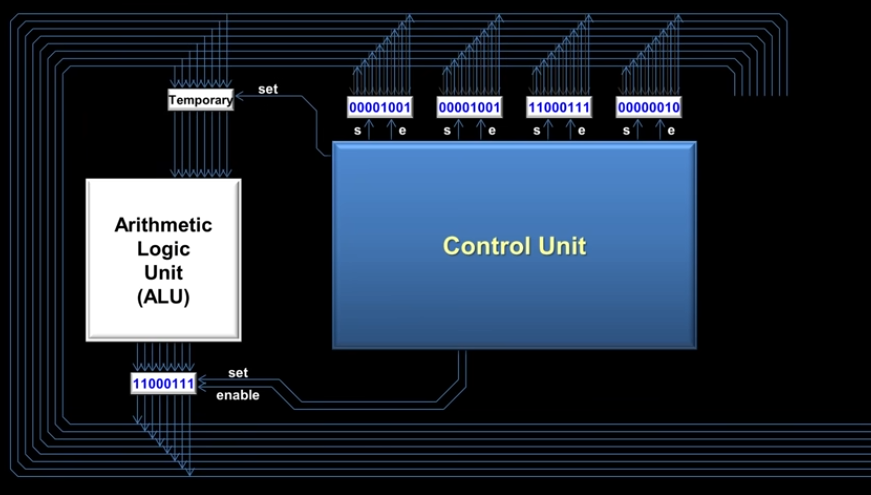 set
Temporary
00001001
00001001
11000111
00000010
s
e
s
e
s
e
s
e
Arithmetic
Logic
Unit
(ALU)
Control Unit
11000111
set
enable